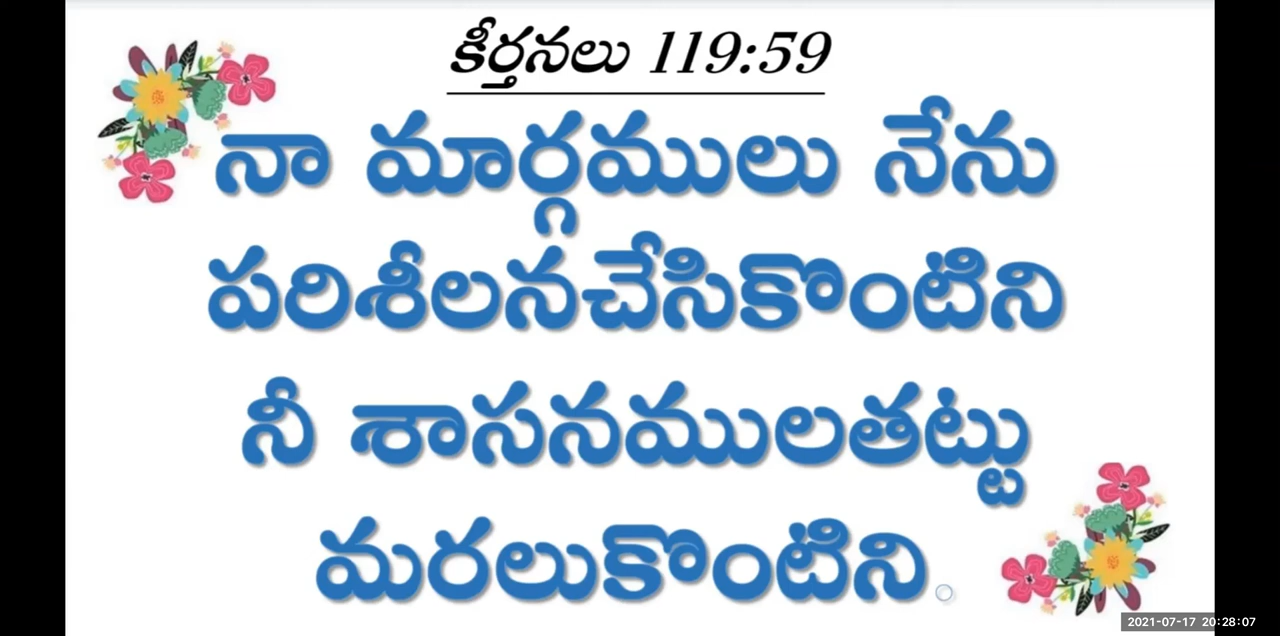 కీర్తనలు 119:59
నా మార్గములు నేను
పరిశీలనచేసికొంటిని
నీ శాసనములతట్టు
మరలుకొంటిని.
2021-07-17 20:28:07